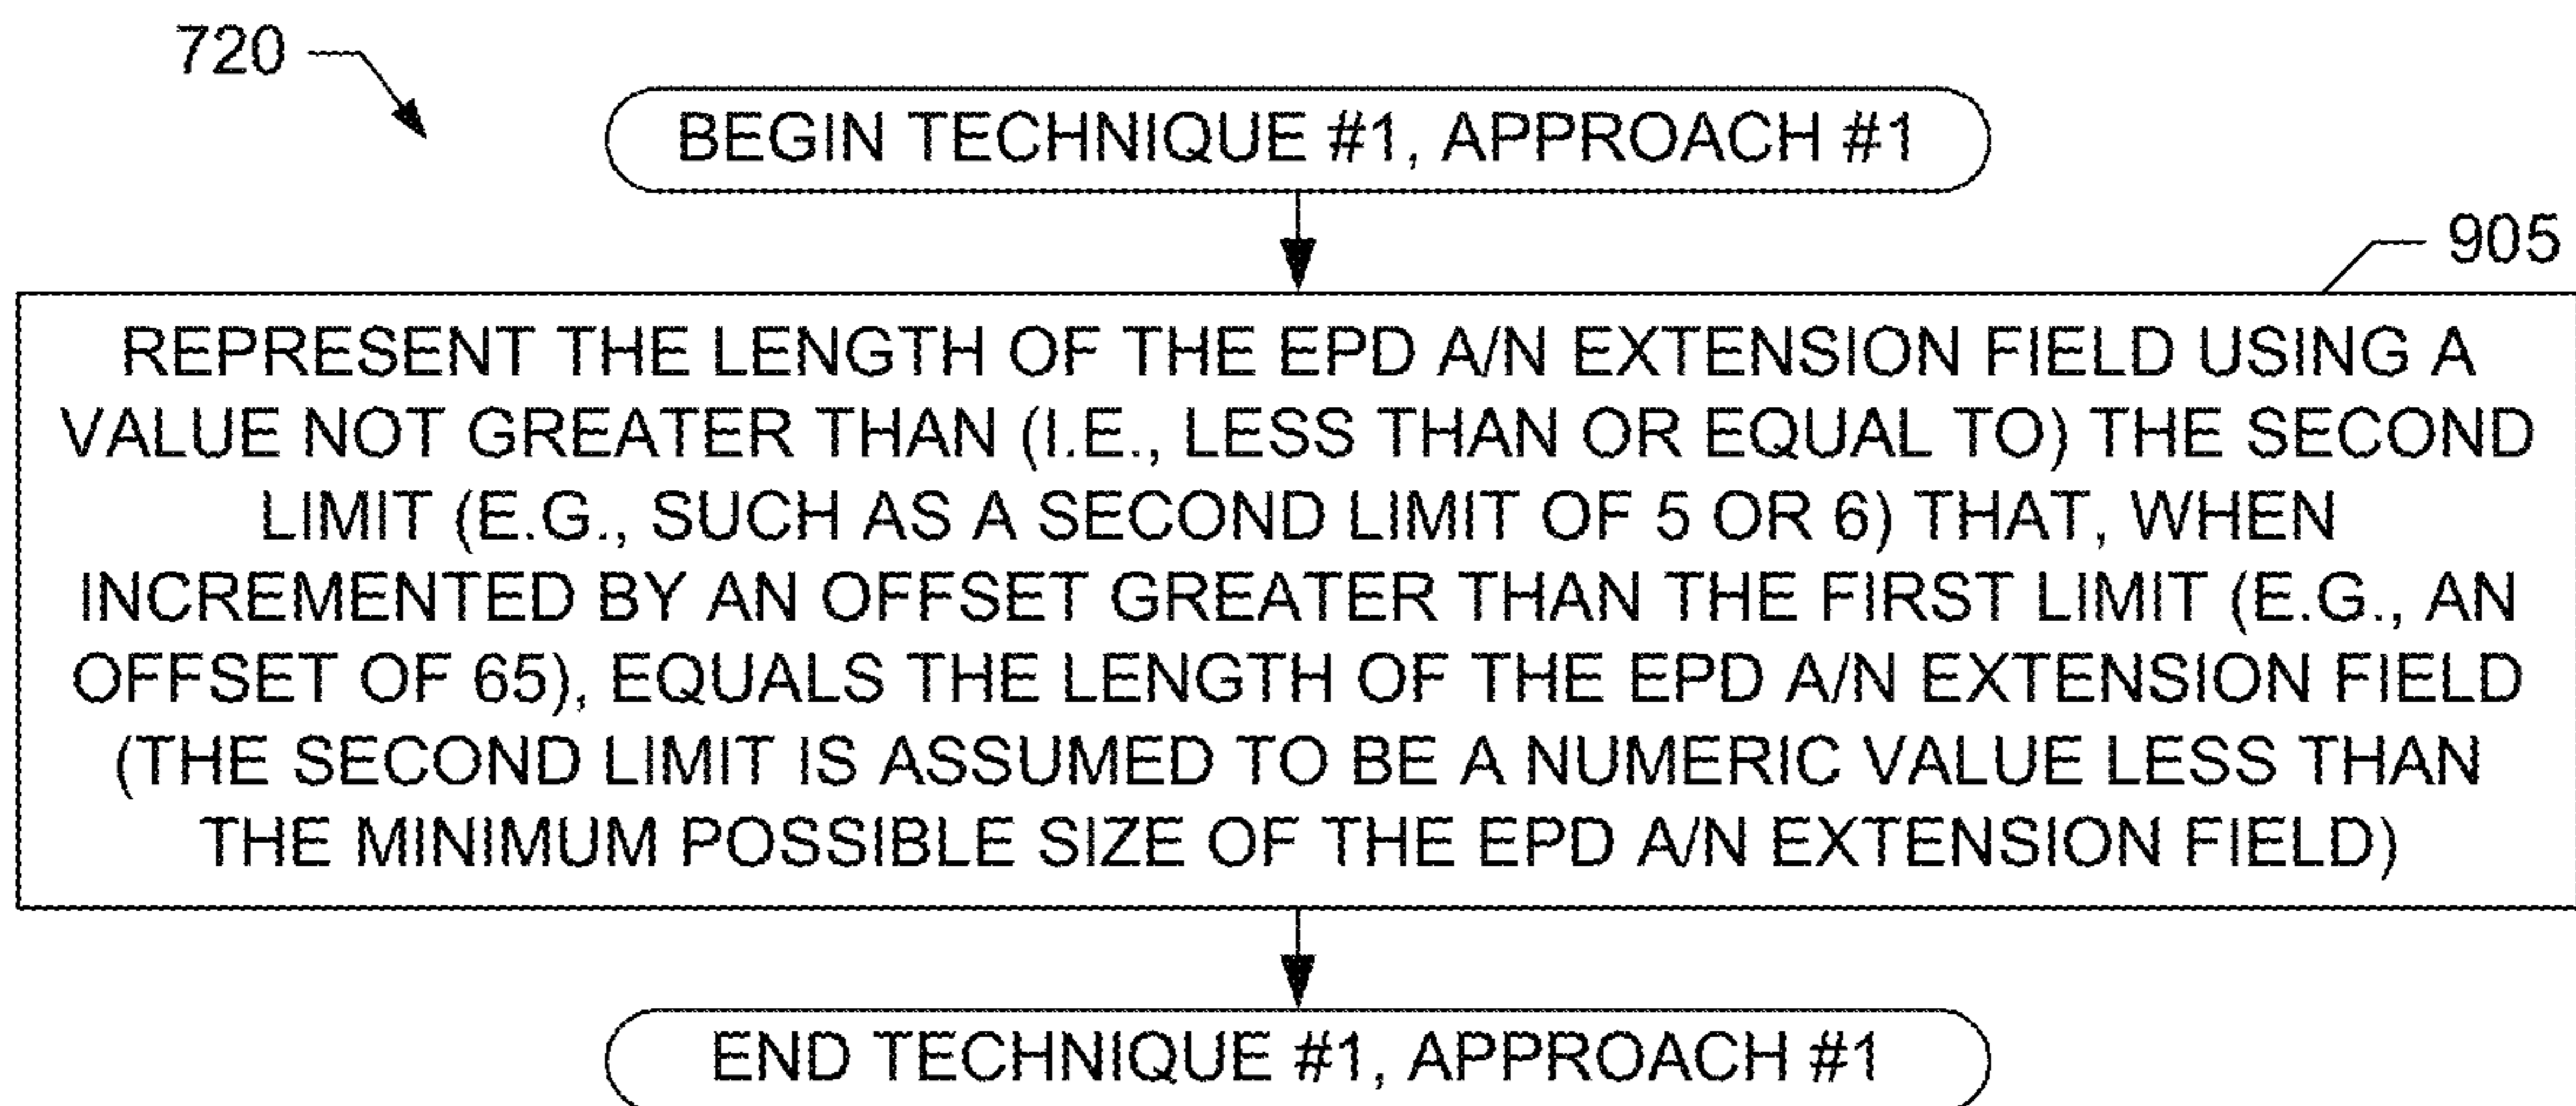 720
BEGIN TECHNIQUE #1, APPROACH #1
905
REPRESENT THE LENGTH OF THE EPD A/N EXTENSION FIELD USING A
VALUE NOT GREATER THAN (I.E., LESS THAN OR EQUAL TO) THE SECOND
LIMIT (E.G., SUCH AS A SECOND LIMIT OF 5 OR 6) THAT, WHEN
INCREMENTED BY AN OFFSET GREATER THAN THE FIRST LIMIT (E.G., AN
OFFSET OF 65), EQUALS THE LENGTH OF THE EPD A/N EXTENSION FIELD
(THE SECOND LIMIT IS ASSUMED TO BE A NUMERIC VALUE LESS THAN
THE MINIMUM POSSIBLE SIZE OF THE EPD A/N EXTENSION FIELD)
END TECHNIQUE #1, APPROACH #1